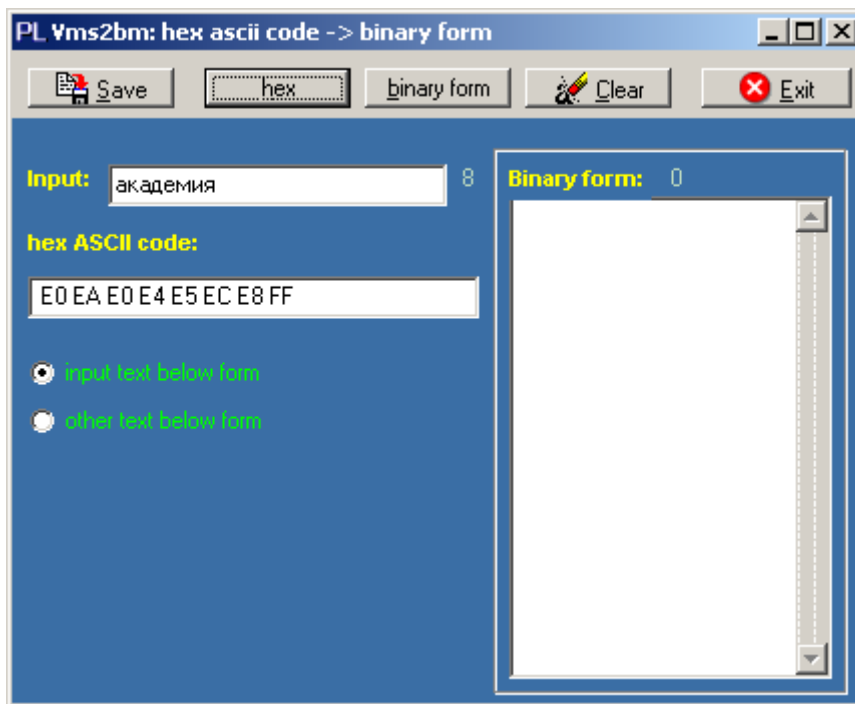 PL Vms2bm: hex ascii code -> binary form
Save hex binary form Clear Exit
Input: академия 8
hex ASCII code:
E0 EA E0 E4 E5 EC E8 FF
input text below form
other text below form
Binary form: 0